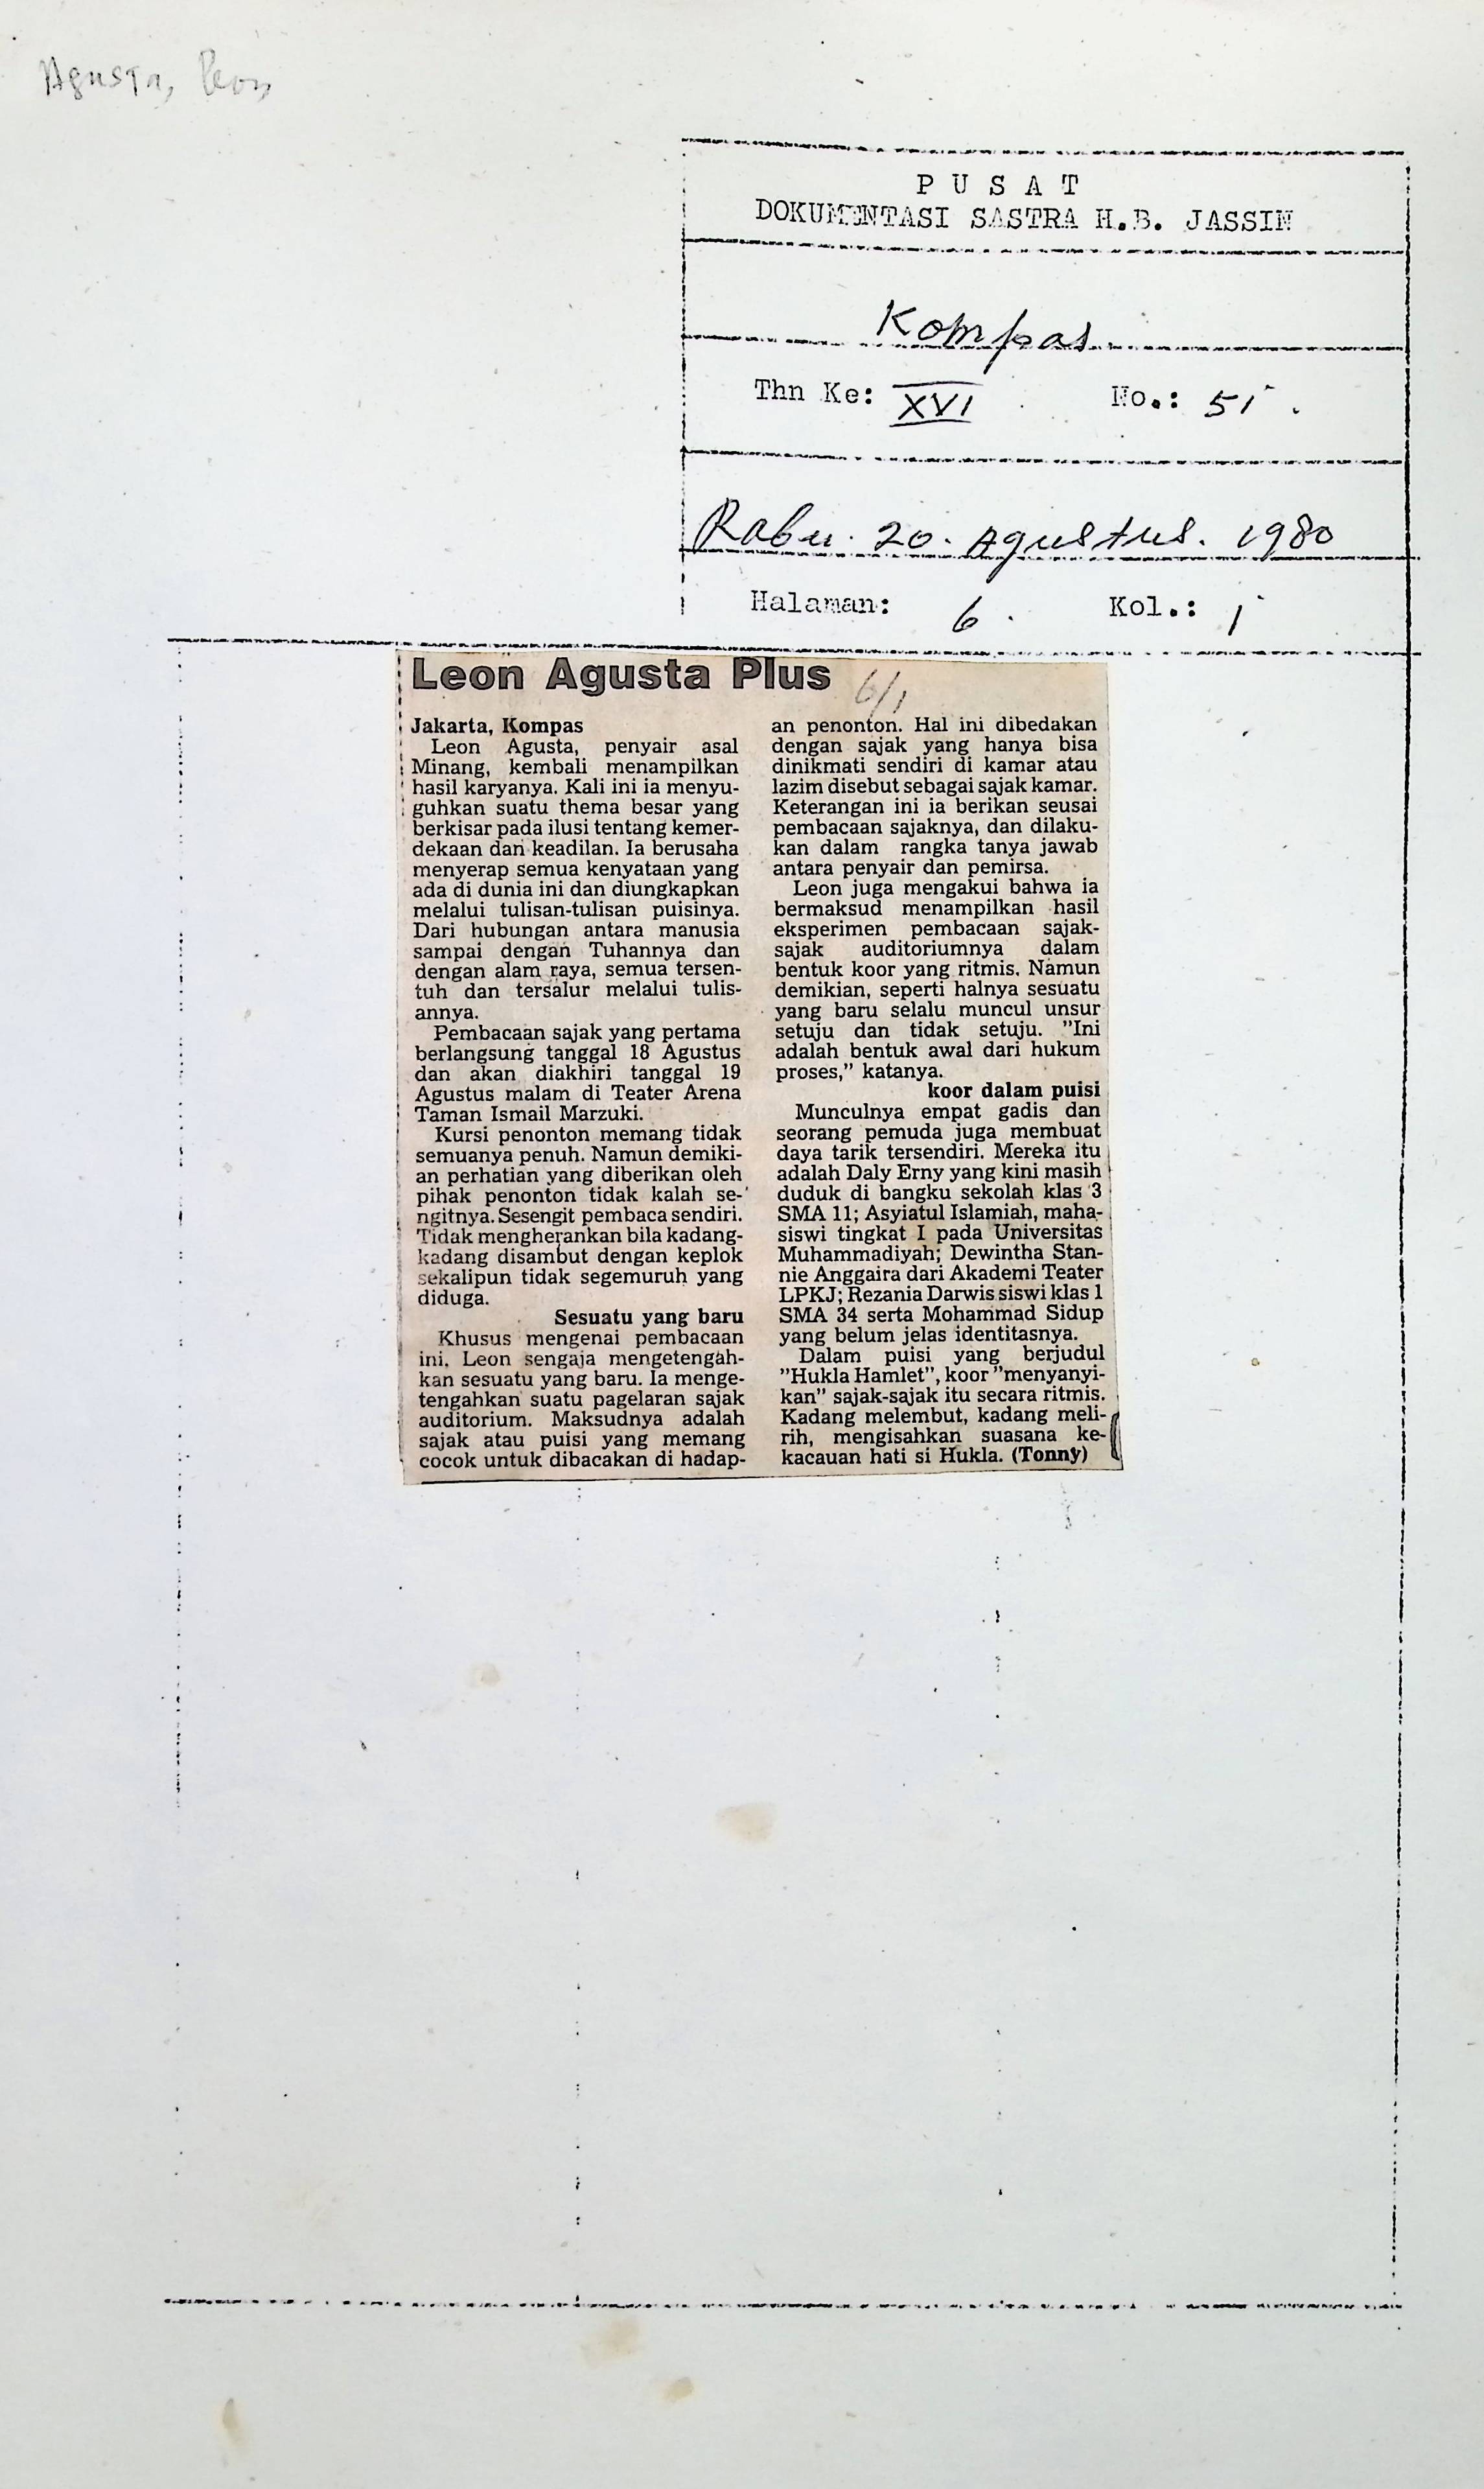 Agusta, Leon
P U S A T
DOKUMENTASI SASTRA H.B. JASSIN
Kompas
Thn Ke: XVI No.: 51.
Rabu. 20. Agustus. 1980
Halaman: 6. Kol.: 1
Leon Agusta Plus 6/1
Jakarta, Kompas
Leon Agusta, penyair asal
Minang, kembali menampilkan
hasil karyanya. Kali ini ia menyu-
guhkan suatu thema besar yang
berkisar pada ilusi tentang kemer-
dekaan dan keadilan. Ia berusaha
menyerap semua kenyataan yang
ada di dunia ini dan diungkapkan
melalui tulisan-tulisan puisinya.
Dari hubungan antara manusia
sampai dengan Tuhannya dan
dengan alam raya, semua tersen-
tuh dan tersalur melalui tulis-
annya.
Pembacaan sajak yang pertama
berlangsung tanggal 18 Agustus
dan akan diakhiri tanggal 19
Agustus malam di Teater Arena
Taman Ismail Marzuki.
Kursi penonton memang tidak
semuanya penuh. Namun demiki-
an perhatian yang diberikan oleh
pihak penonton tidak kalah se-
ngitnya. Sesengit pembaca sendiri.
Tidak mengherankan bila kadang-
kadang disambut dengan keplok
sekalipun tidak segemuruh yang
diduga.
Sesuatu yang baru
Khusus mengenai pembacaan
ini. Leon sengaja mengetengah-
kan sesuatu yang baru. Ia menge-
tengahkan suatu pagelaran sajak
auditorium. Maksudnya adalah
sajak atau puisi yang memang
cocok untuk dibacakan di hadap-
an penonton. Hal ini dibedakan
dengan sajak yang hanya bisa
dinikmati sendiri di kamar atau
lazim disebut sebagai sajak kamar.
Keterangan ini ia berikan seusai
pembacaan sajaknya, dan dilaku-
kan dalam rangka tanya jawab
antara penyair dan pemirsa.
Leon juga mengakui bahwa ia
bermaksud menampilkan hasil
eksperimen pembacaan sajak-
sajak auditoriumnya dalam
bentuk koor yang ritmis. Namun
demikian, seperti halnya sesuatu
yang baru selalu muncul unsur
setuju dan tidak setuju. "Ini
adalah bentuk awal dari hukum
proses," katanya.
koor dalam puisi
Munculnya empat gadis dan
seorang pemuda juga membuat
daya tarik tersendiri. Mereka itu
adalah Daly Erny yang kini masih
duduk di bangku sekolah klas 3
SMA 11; Asyiatul Islamiah, maha-
siswi tingkat I pada Universitas
Muhammadiyah; Dewintha Stan-
nie Anggaira dari Akademi Teater
LPKJ; Rezania Darwis siswi klas 1
SMA 34 serta Mohammad Sidup
yang belum jelas identitasnya.
Dalam puisi yang berjudul
"Hukla Hamlet", koor "menyanyi-
kan" sajak-sajak itu secara ritmis.
Kadang melembut, kadang meli-
rih, mengisahkan suasana ke-
kacauan hati si Hukla. (Tonny)